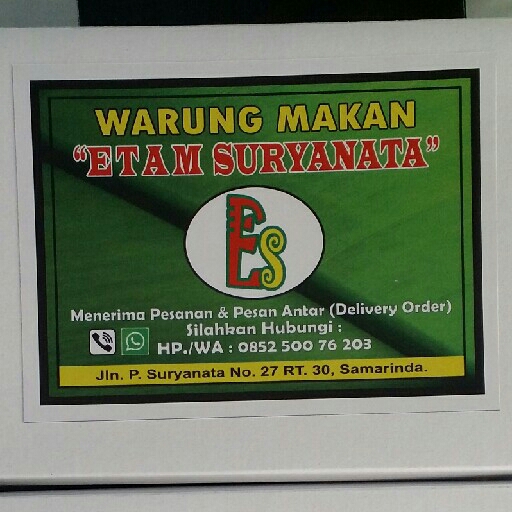 WARUNG MAKAN
"ETAM SURYANATA"
Es
Menerima Pesanan & Pesan Antar (Delivery Order)
Silahkan Hubungi :
HP./WA : 0852 500 76 203
Jln. P. Suryanata No. 27 RT. 30, Samarinda.